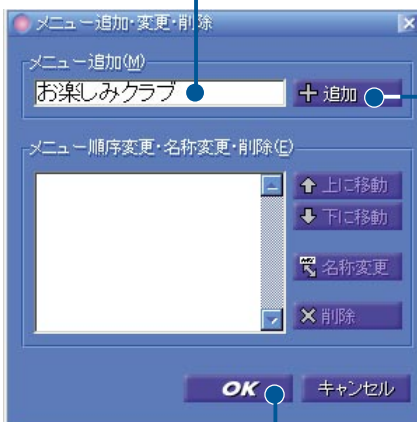 メニュー追加・変更・削除
メニュー追加(M)
お楽しみクラブ
追加
メニュー順序変更・名称変更・削除(E)
上に移動
下に移動
名称変更
削除
OK
キャンセル